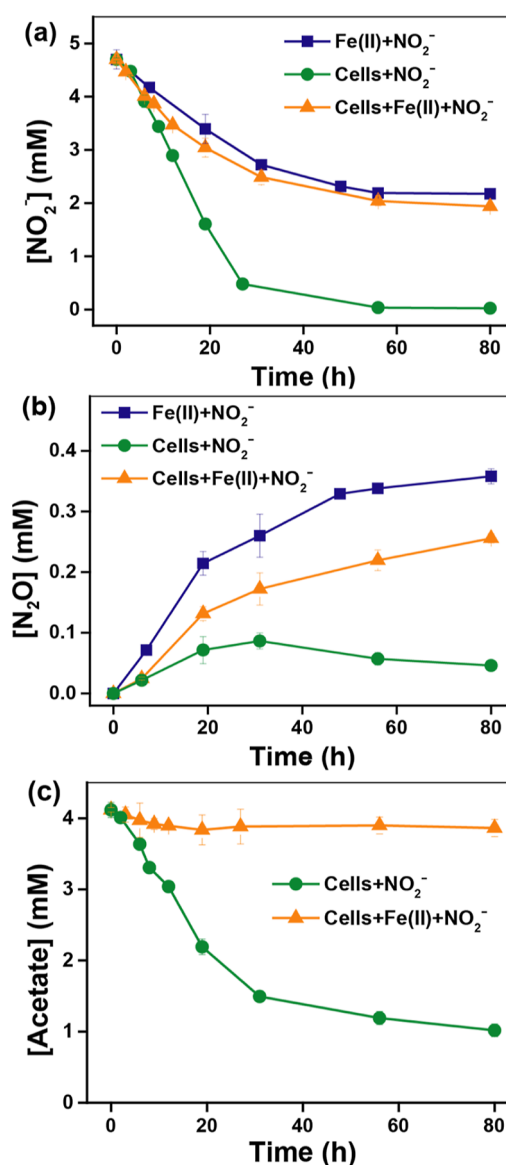 (a)
Fe(II)+NO₂⁻
Cells+NO₂⁻
Cells+Fe(II)+NO₂⁻
[NO₂⁻] (mM)
5
4
3
2
1
0
0 20 40 60 80
Time (h)
(b)
Fe(II)+NO₂⁻
Cells+NO₂⁻
Cells+Fe(II)+NO₂⁻
[N₂O] (mM)
0.4
0.3
0.2
0.1
0.0
0 20 40 60 80
Time (h)
(c)
Cells+NO₂⁻
Cells+Fe(II)+NO₂⁻
[Acetate] (mM)
4
3
2
1
0
0 20 40 60 80
Time (h)